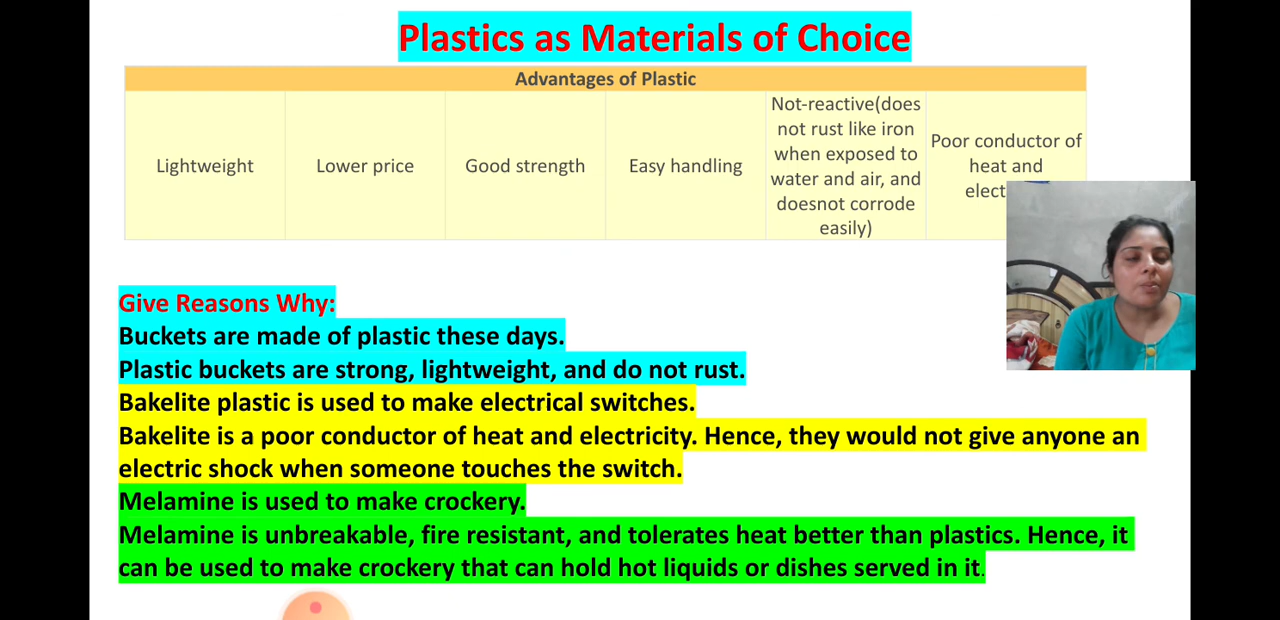 Plastics as Materials of Choice
Advantages of Plastic
Lightweight
Lower price
Good strength
Easy handling
Not-reactive(does
not rust like iron
when exposed to
water and air, and
doesnot corrode
easily)
Poor conductor of
heat and
Give Reasons Why:
Buckets are made of plastic these days.
Plastic buckets are strong, lightweight, and do not rust.
Bakelite plastic is used to make electrical switches.
Bakelite is a poor conductor of heat and electricity. Hence, they would not give anyone an
electric shock when someone touches the switch.
Melamine is used to make crockery.
Melamine is unbreakable, fire resistant, and tolerates heat better than plastics. Hence, it
can be used to make crockery that can hold hot liquids or dishes served in it.